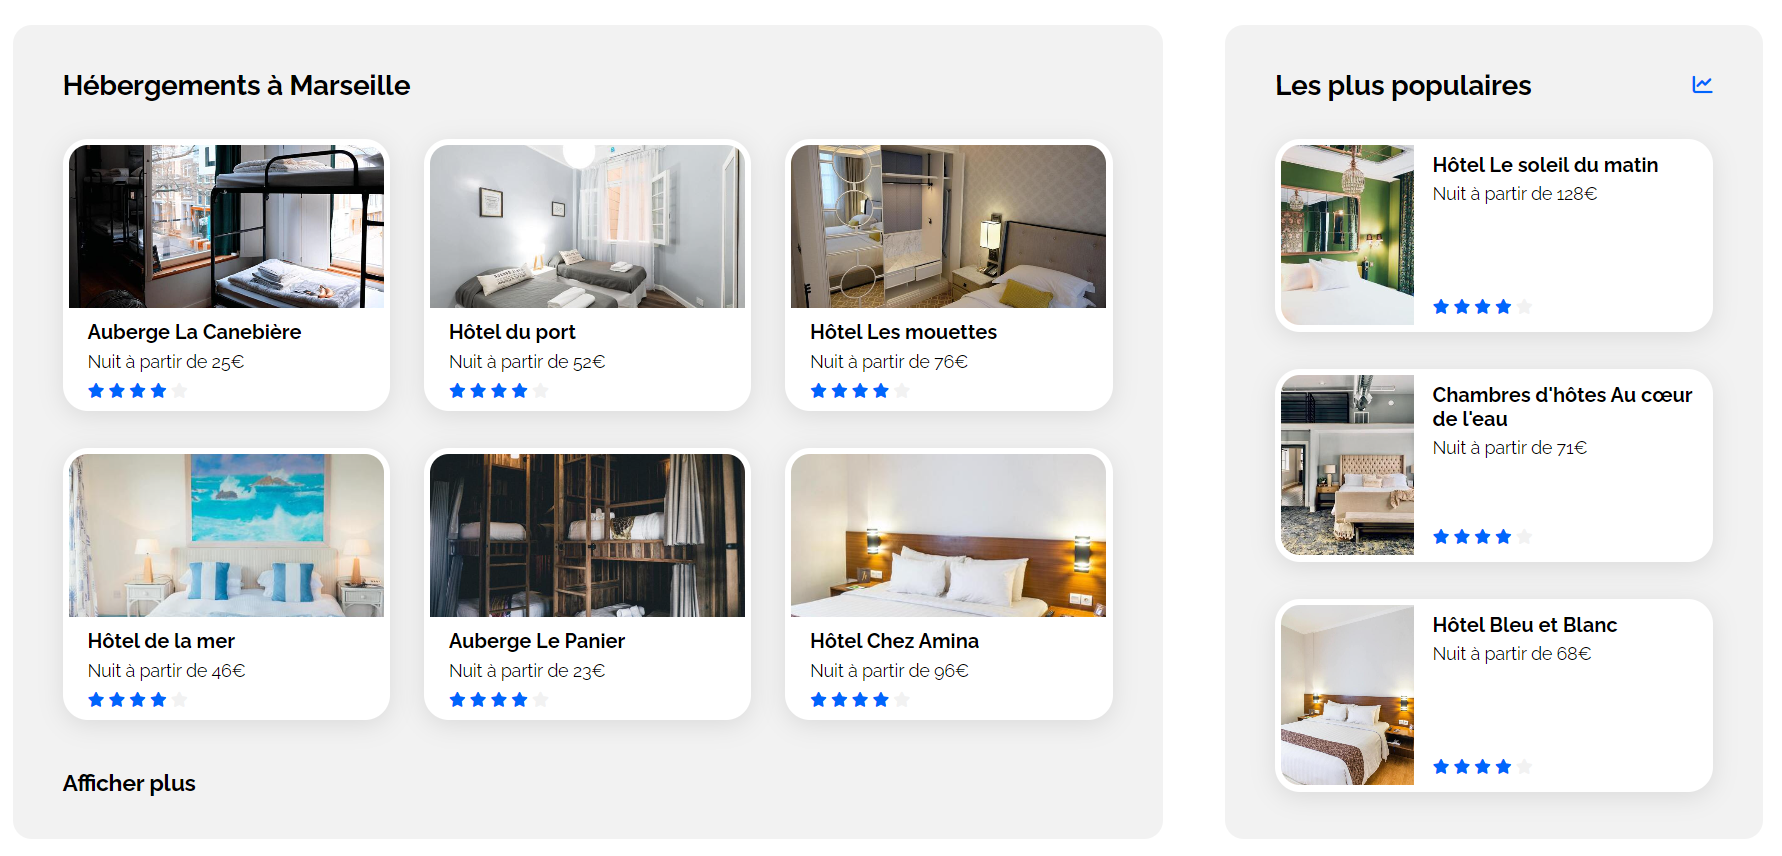 Hébergements à Marseille
Auberge La Canebière
Nuit à partir de 25€
Hôtel du port
Nuit à partir de 52€
Hôtel Les mouettes
Nuit à partir de 76€
Hôtel de la mer
Nuit à partir de 46€
Auberge Le Panier
Nuit à partir de 23€
Hôtel Chez Amina
Nuit à partir de 96€
Afficher plus
Les plus populaires
Hôtel Le soleil du matin
Nuit à partir de 128€
Chambres d'hôtes Au cœur
de l'eau
Nuit à partir de 71€
Hôtel Bleu et Blanc
Nuit à partir de 68€